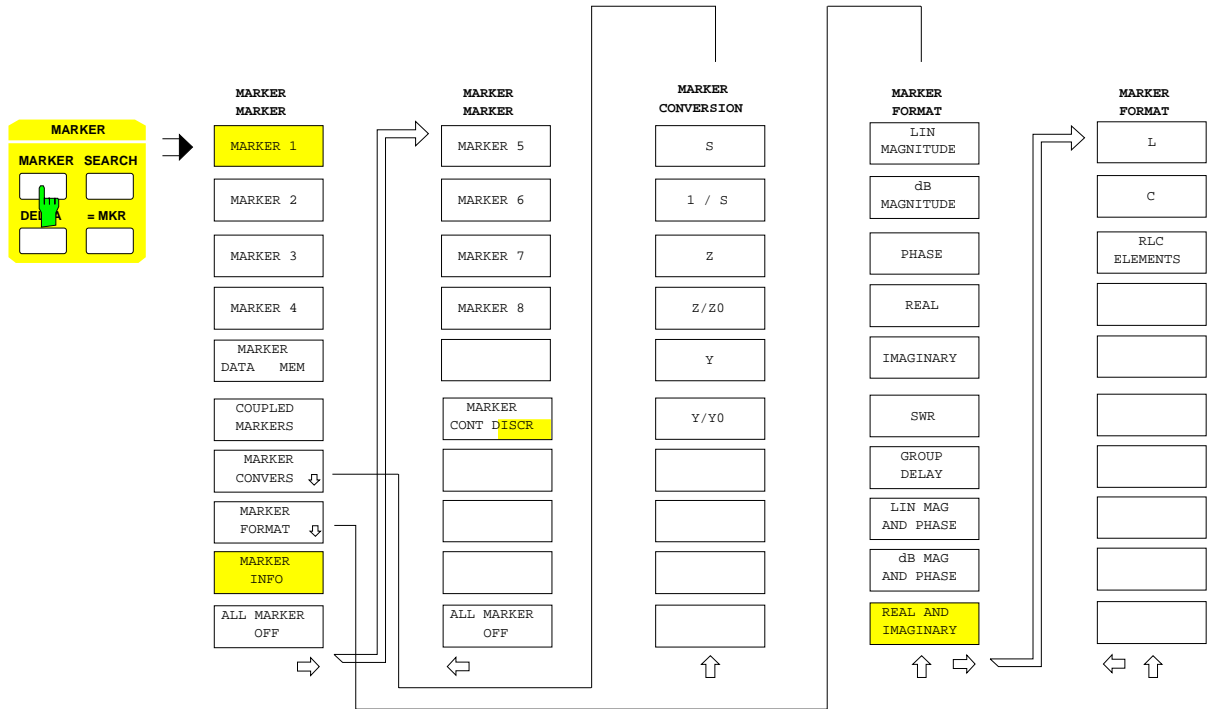 MARKER
MARKER SEARCH
DELTA = MKR
MARKER
MARKER
MARKER 1
MARKER 2
MARKER 3
MARKER 4
MARKER
DATA MEM
COUPLED
MARKERS
MARKER
CONVERS
MARKER
FORMAT
MARKER
INFO
ALL MARKER
OFF
MARKER
MARKER
MARKER 5
MARKER 6
MARKER 7
MARKER 8
MARKER
CONT DISCR
ALL MARKER
OFF
MARKER
CONVERSION
S
1 / S
Z
Z/Z0
Y
Y/Y0
MARKER
FORMAT
LIN
MAGNITUDE
dB
MAGNITUDE
PHASE
REAL
IMAGINARY
SWR
GROUP
DELAY
LIN MAG
AND PHASE
dB MAG
AND PHASE
REAL AND
IMAGINARY
MARKER
FORMAT
L
C
RLC
ELEMENTS